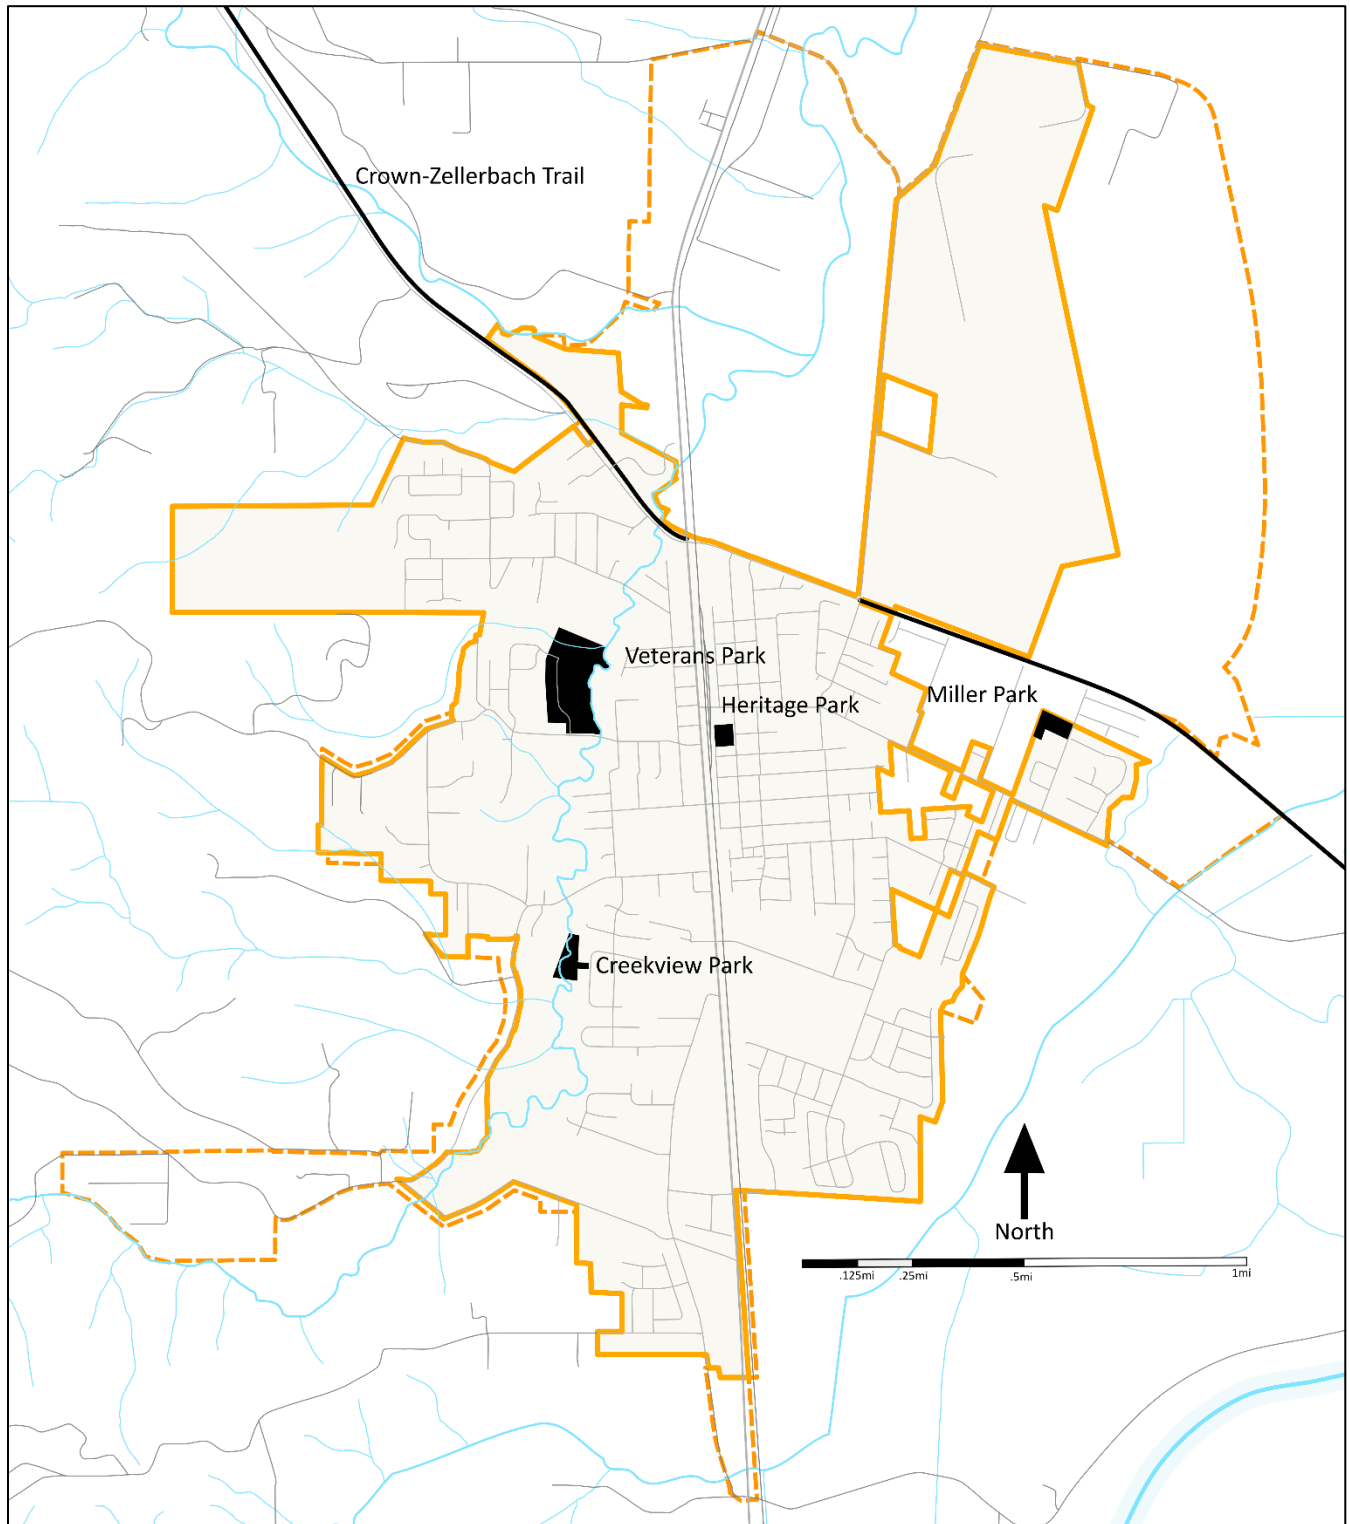 Crown-Zellerbach Trail
Veterans Park
Miller Park
Heritage Park
Creekview Park
North
.125mi
.25mi
.5mi
1mi